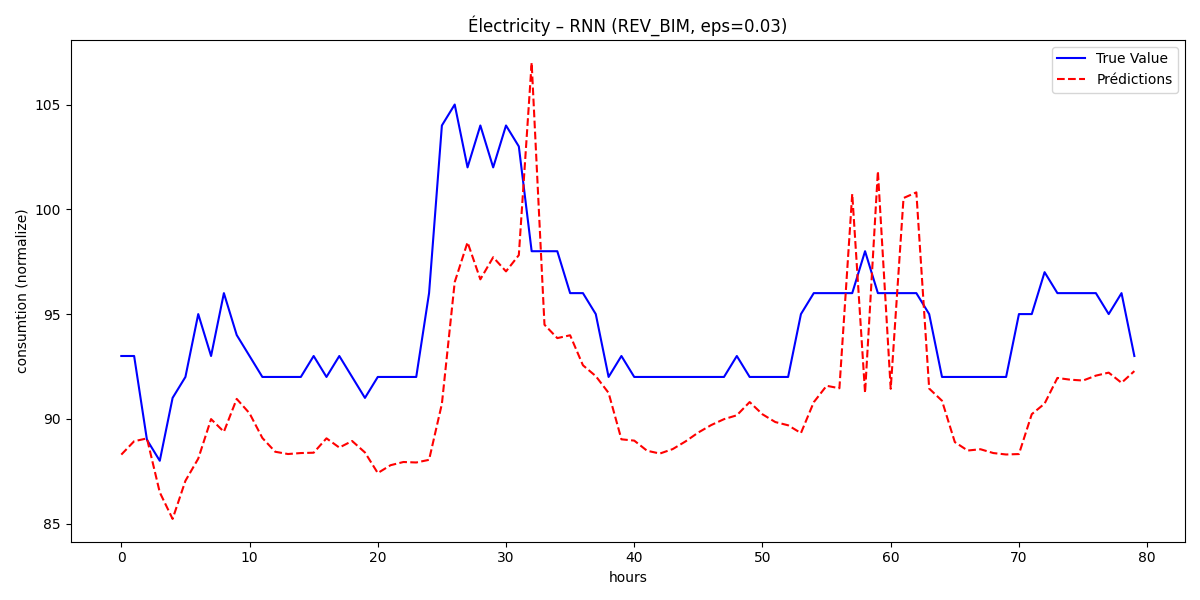 Électricity – RNN (REV_BIM, eps=0.03)
True Value
Prédictions
consumtion (normalize)
105
100
95
90
85
0 10 20 30 40 50 60 70 80
hours